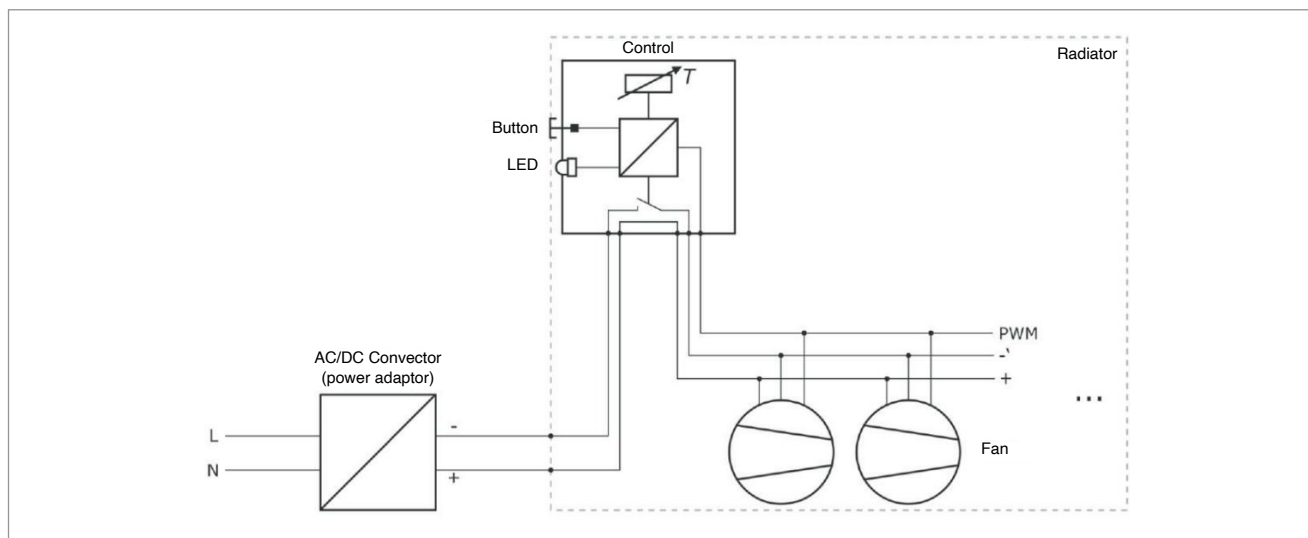 Control
Radiator
T
Button
LED
PWM
-`
+
AC/DC Convector
(power adaptor)
L
-
N
+
Fan
...